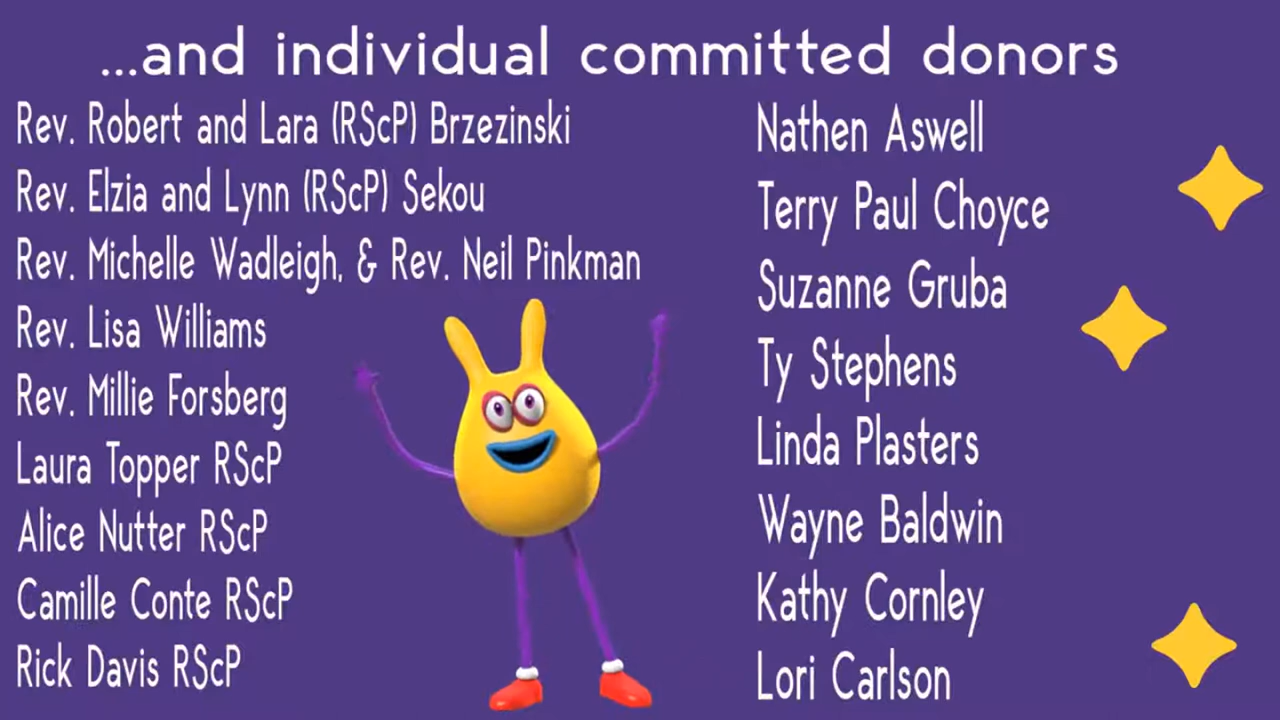 ...and individual committed donors
Rev. Robert and Lara (RScP) Brzezinski
Rev. Elzia and Lynn (RScP) Sekou
Rev. Michelle Wadleigh, & Rev. Neil Pinkman
Rev. Lisa Williams
Rev. Millie Forsberg
Laura Topper RScP
Alice Nutter RScP
Camille Conte RScP
Rick Davis RScP
Nathen Aswell
Terry Paul Choyce
Suzanne Gruba
Ty Stephens
Linda Plasters
Wayne Baldwin
Kathy Cornley
Lori Carlson